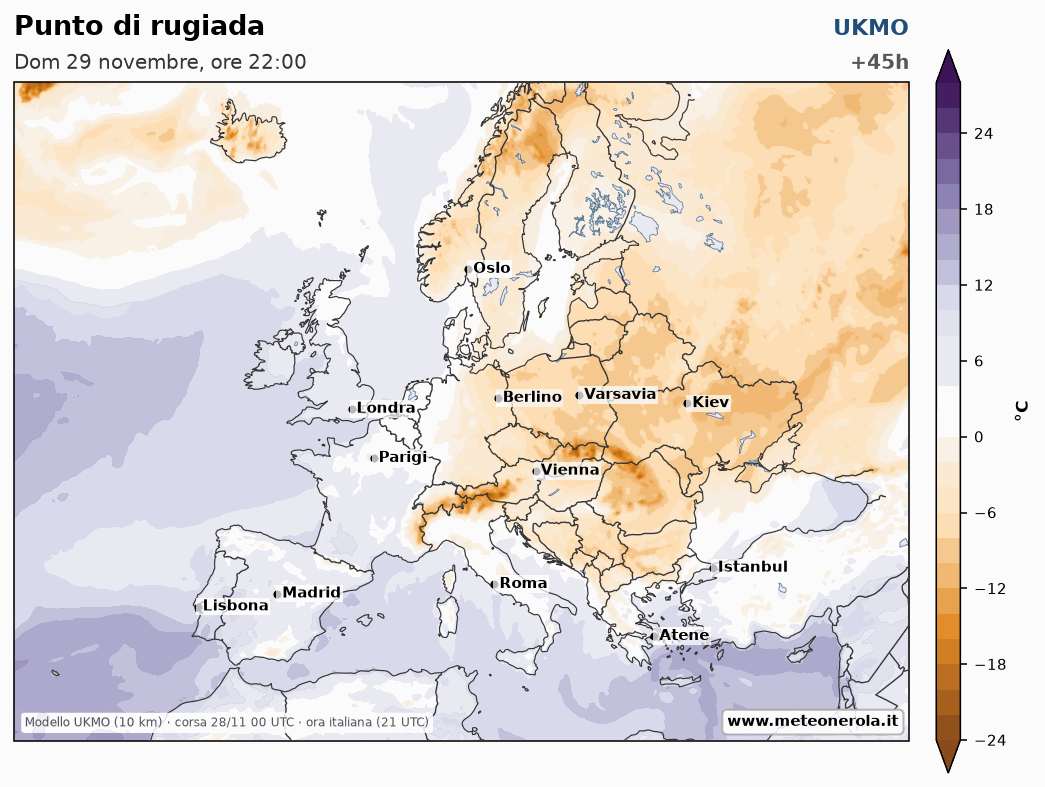 Punto di rugiada
UKMO
Dom 29 novembre, ore 22:00
+45h
24
18
12
6
0
−6
−12
−18
−24
°C
Oslo
Berlino
Varsavia
Kiev
Londra
Parigi
Vienna
Istanbul
Roma
Madrid
Lisbona
Atene
Modello UKMO (10 km) · corsa 28/11 00 UTC · ora italiana (21 UTC)
www.meteonerola.it